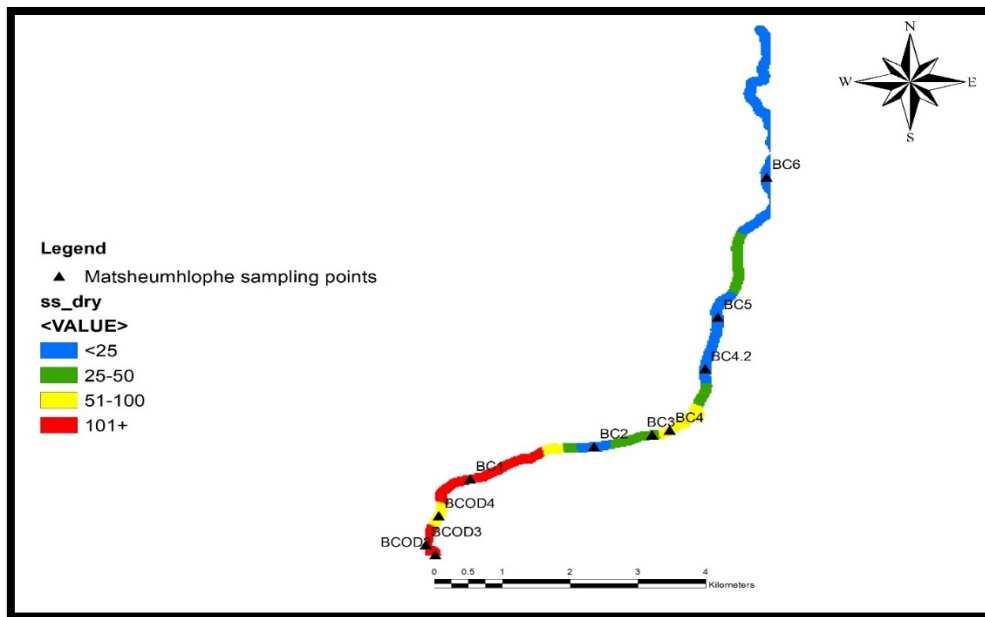 N
W E
S
BC6
Legend
Matsheumhlophe sampling points
ss_dry
<VALUE>
<25
25-50
51-100
101+
BC5
BC4.2
BC3 BC4
BC2
BC1
BCOD4
BCOD3
0 0.5 1 2 3 4
Kilometers